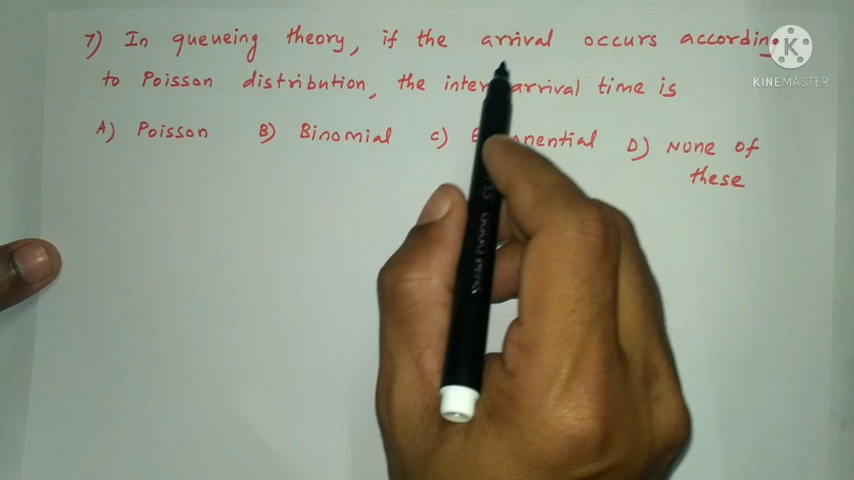 7) In queueing theory, if the arrival occurs according
to Poisson distribution, the inter arrival time is
A) Poisson B) Binomial C) Exponential D) None of
these
K
KINEMASTER